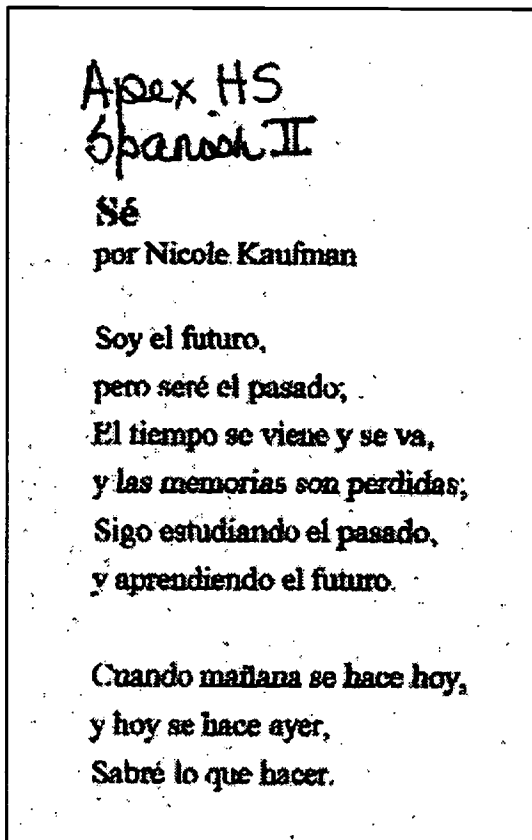 Apex HS
Spanish II
Sé
por Nicole Kaufman
Soy el futuro,
pero seré el pasado;
El tiempo se viene y se va,
y las memorias son perdidas;
Sigo estudiando el pasado,
y aprendiendo el futuro.
Cuando mañana se hace hoy,
y hoy se hace ayer,
Sabré lo que hacer.